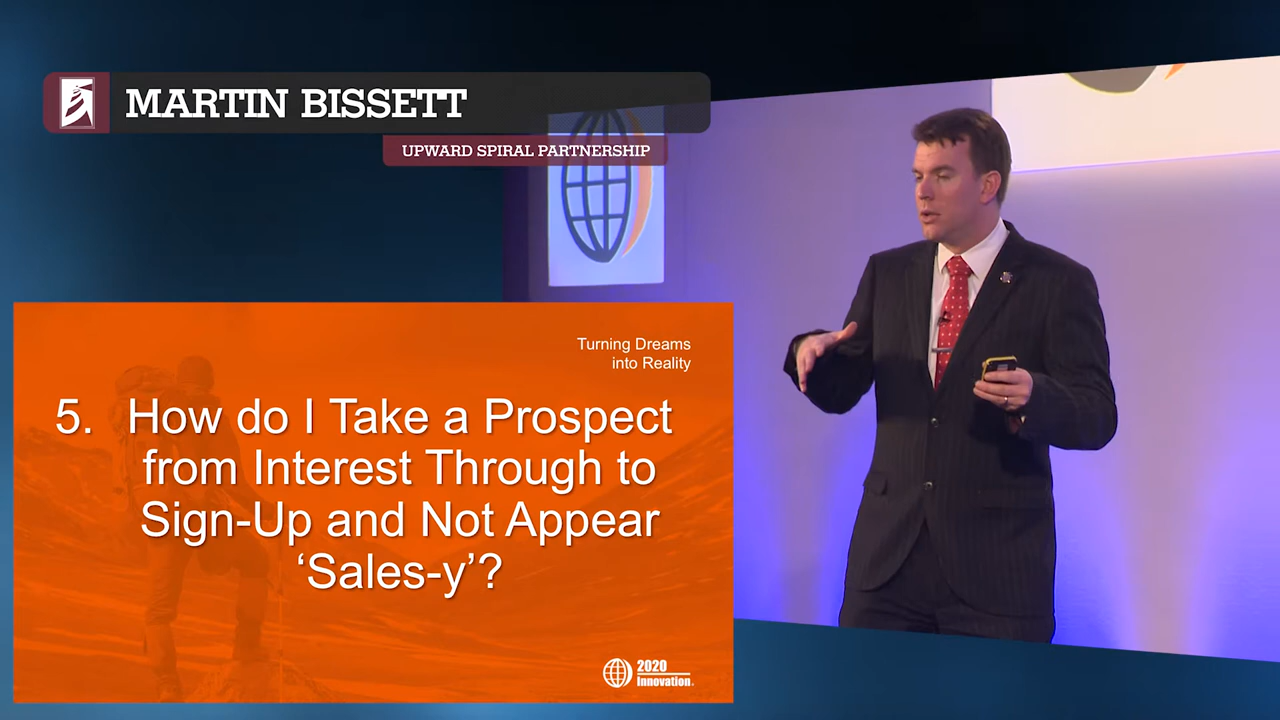 MARTIN BISSETT
UPWARD SPIRAL PARTNERSHIP
Turning Dreams
into Reality
5. How do I Take a Prospect
from Interest Through to
Sign-Up and Not Appear
‘Sales-y’?
2020
Innovation